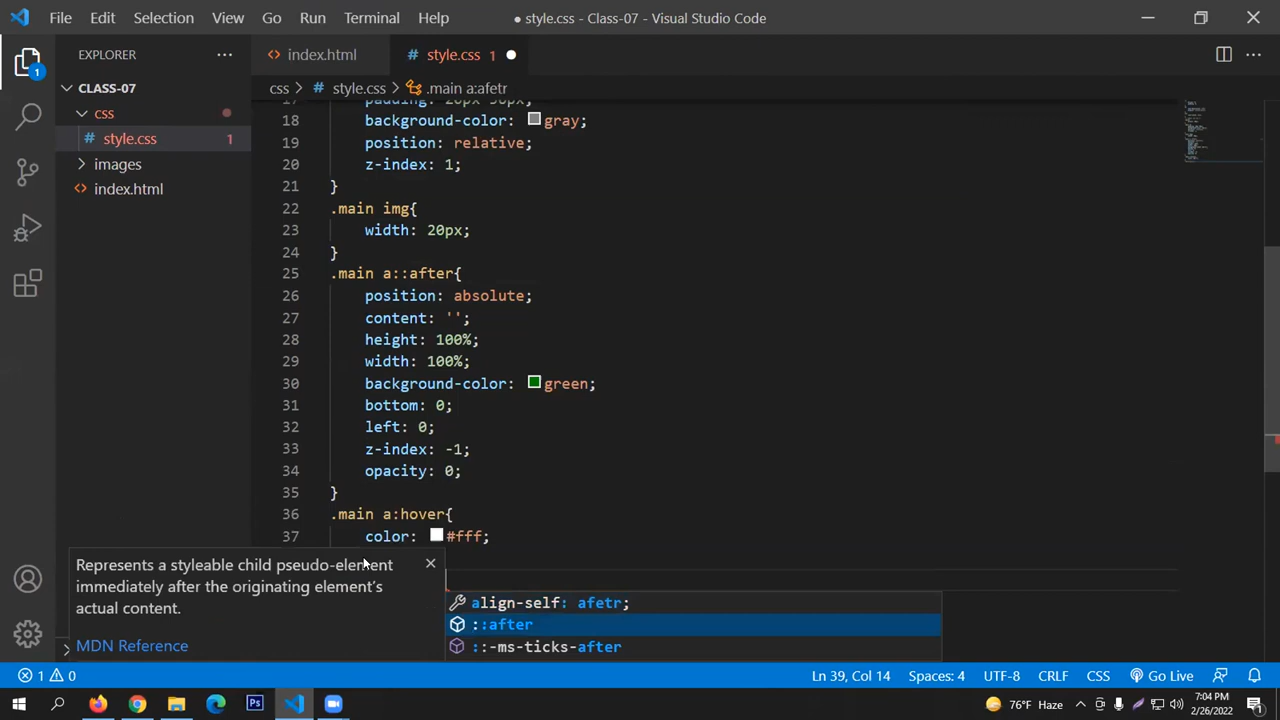 File Edit Selection View Go Run Terminal Help ● style.css - Class-07 - Visual Studio Code
EXPLORER ···
index.html
# style.css 1 ●
1
CLASS-07
css
# style.css 1
images
index.html
css > # style.css > .main a:afetr
18 background-color: gray;
19 position: relative;
20 z-index: 1;
21 }
22 .main img{
23 width: 20px;
24 }
25 .main a::after{
26 position: absolute;
27 content: '';
28 height: 100%;
29 width: 100%;
30 background-color: green;
31 bottom: 0;
32 left: 0;
33 z-index: -1;
34 opacity: 0;
35 }
36 .main a:hover{
37 color: #fff;
Represents a styleable child pseudo-element
immediately after the originating element's
actual content.
MDN Reference
align-self: afetr;
::after
::-ms-ticks-after
1 0 Ln 39, Col 14 Spaces: 4 UTF-8 CRLF CSS Go Live
Ps
76°F Haze
7:04 PM
2/26/2022